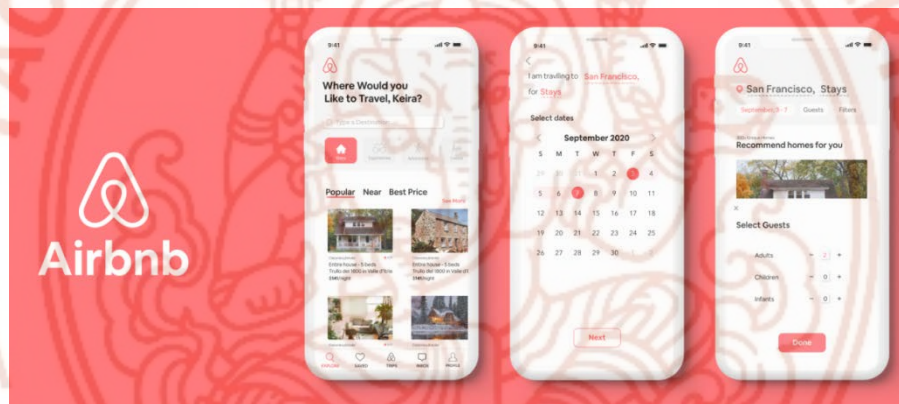 Airbnb
9:41
Where Would you
Like to Travel, Keira?
Type a Destination
Popular Near Best Price
See More
Entire house - 5 beds
Trullo del 1800 in Valle d'Itria
Entire house - 5 beds
Trullo del 1800 in Valle d'I
EXPLORE SAVED TRIPS INBOX PROFILE
9:41
I am travling to San Francisco,
for Stays
Select dates
September 2020
S M T W T F S
29 30 31 1 2 3 4
5 6 7 8 9 10 11
12 13 14 15 16 17 18
19 20 21 22 23 24 25
26 27 28 29 30
Next
9:41
San Francisco, Stays
September 3 - 7 Guests Filters
Recommend homes for you
Select Guests
Adults - 2 +
Children - 0 +
Infants - 0 +
Done